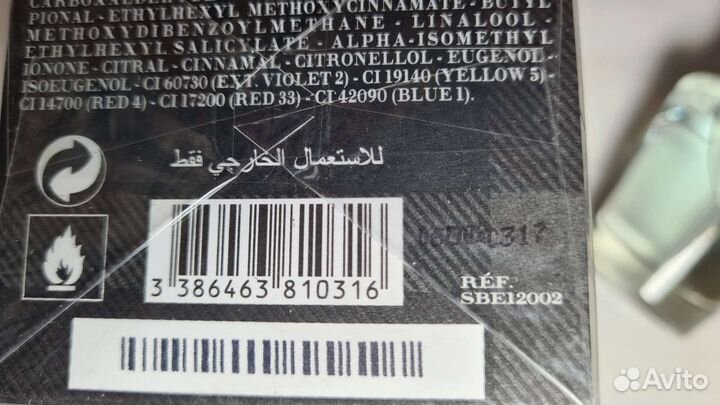 PIONAL - ETHYLHEXYL METHOXYCINNAMATE - BUTYL
METHOXYDIBENZOYLMETHANE - LINALOOL -
ETHYLHEXYL SALICYLATE - ALPHA-ISOMETHYL
IONONE - CITRAL - CINNAMAL - CITRONELLOL - EUGENOL -
ISOEUGENOL - CI 60730 (EXT. VIOLET 2) - CI 19140 (YELLOW 5) -
CI 14700 (RED 4) - CI 17200 (RED 33) - CI 42090 (BLUE 1).
للاستعمال الخارجي فقط
3 386463 810316
RÉF.
SBE12002
Avito